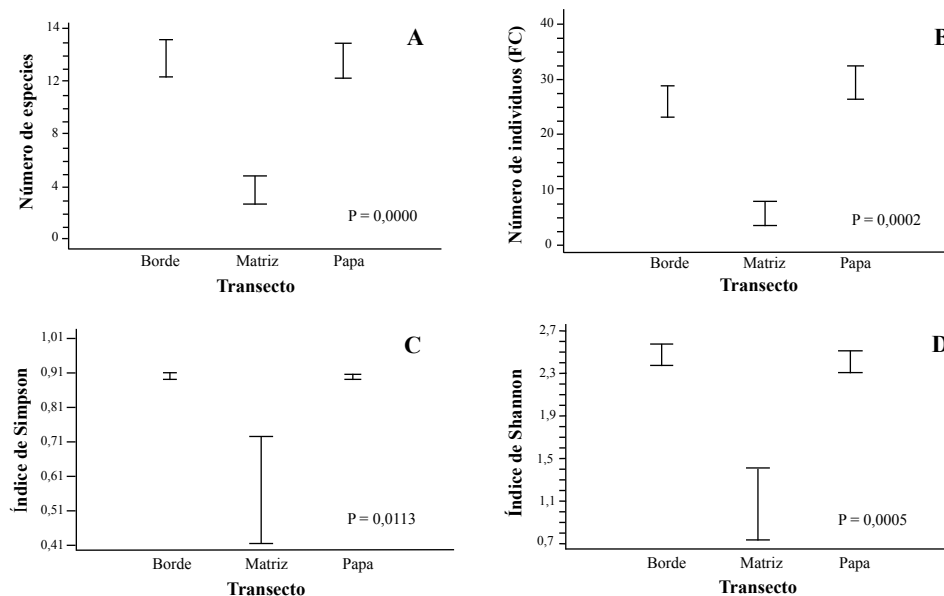 A
Número de especies
14
12
8
4
0
P = 0,0000
Borde Matriz Papa
Transecto
B
Número de individuos (FC)
40
30
20
10
0
P = 0,0002
Borde Matriz Papa
Transecto
C
Índice de Simpson
1,01
0,91
0,81
0,71
0,61
0,51
0,41
P = 0,0113
Borde Matriz Papa
Transecto
D
Índice de Shannon
2,7
2,3
1,9
1,5
1,1
0,7
P = 0,0005
Borde Matriz Papa
Transecto